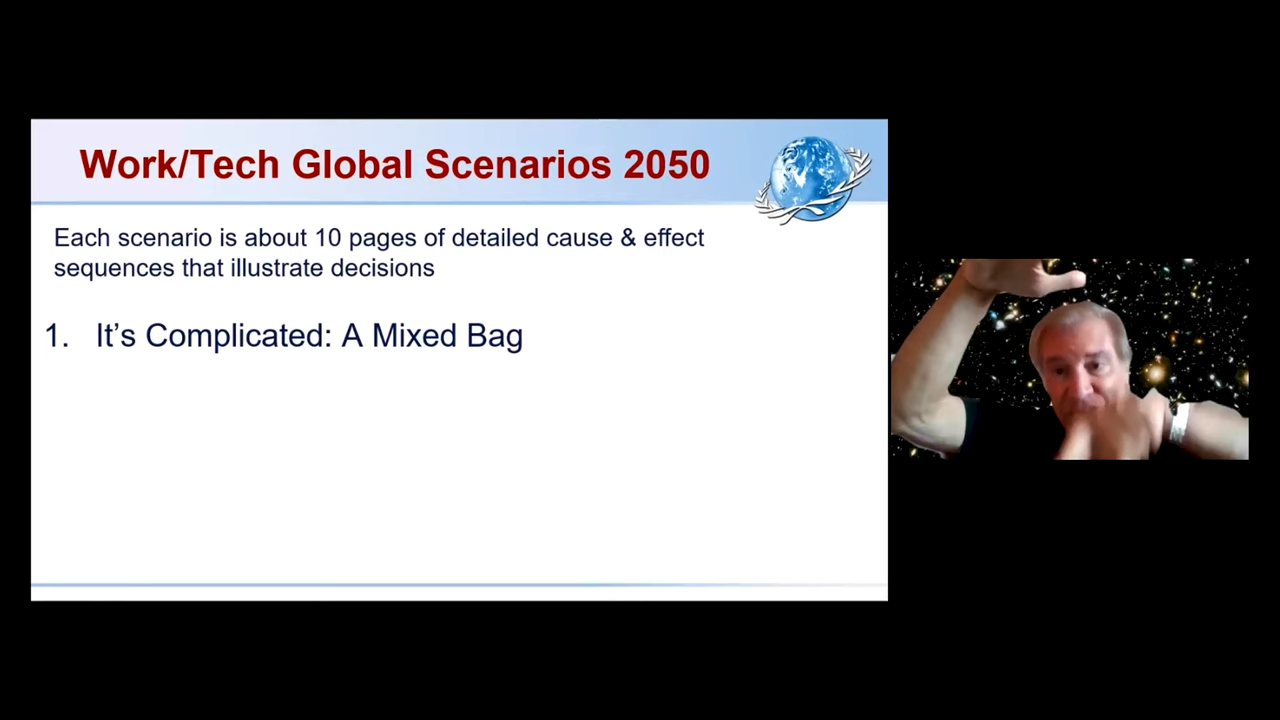 Work/Tech Global Scenarios 2050
Each scenario is about 10 pages of detailed cause & effect
sequences that illustrate decisions
1. It’s Complicated: A Mixed Bag